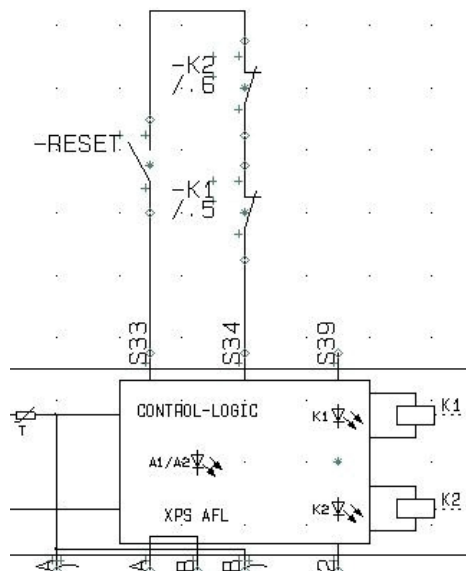 -K2
/.6
-RESET
-K1
/.5
S33
S34
S39
CONTROL-LOGIC
K1
K1
T
A1/A2
K2
K2
XPS AFL